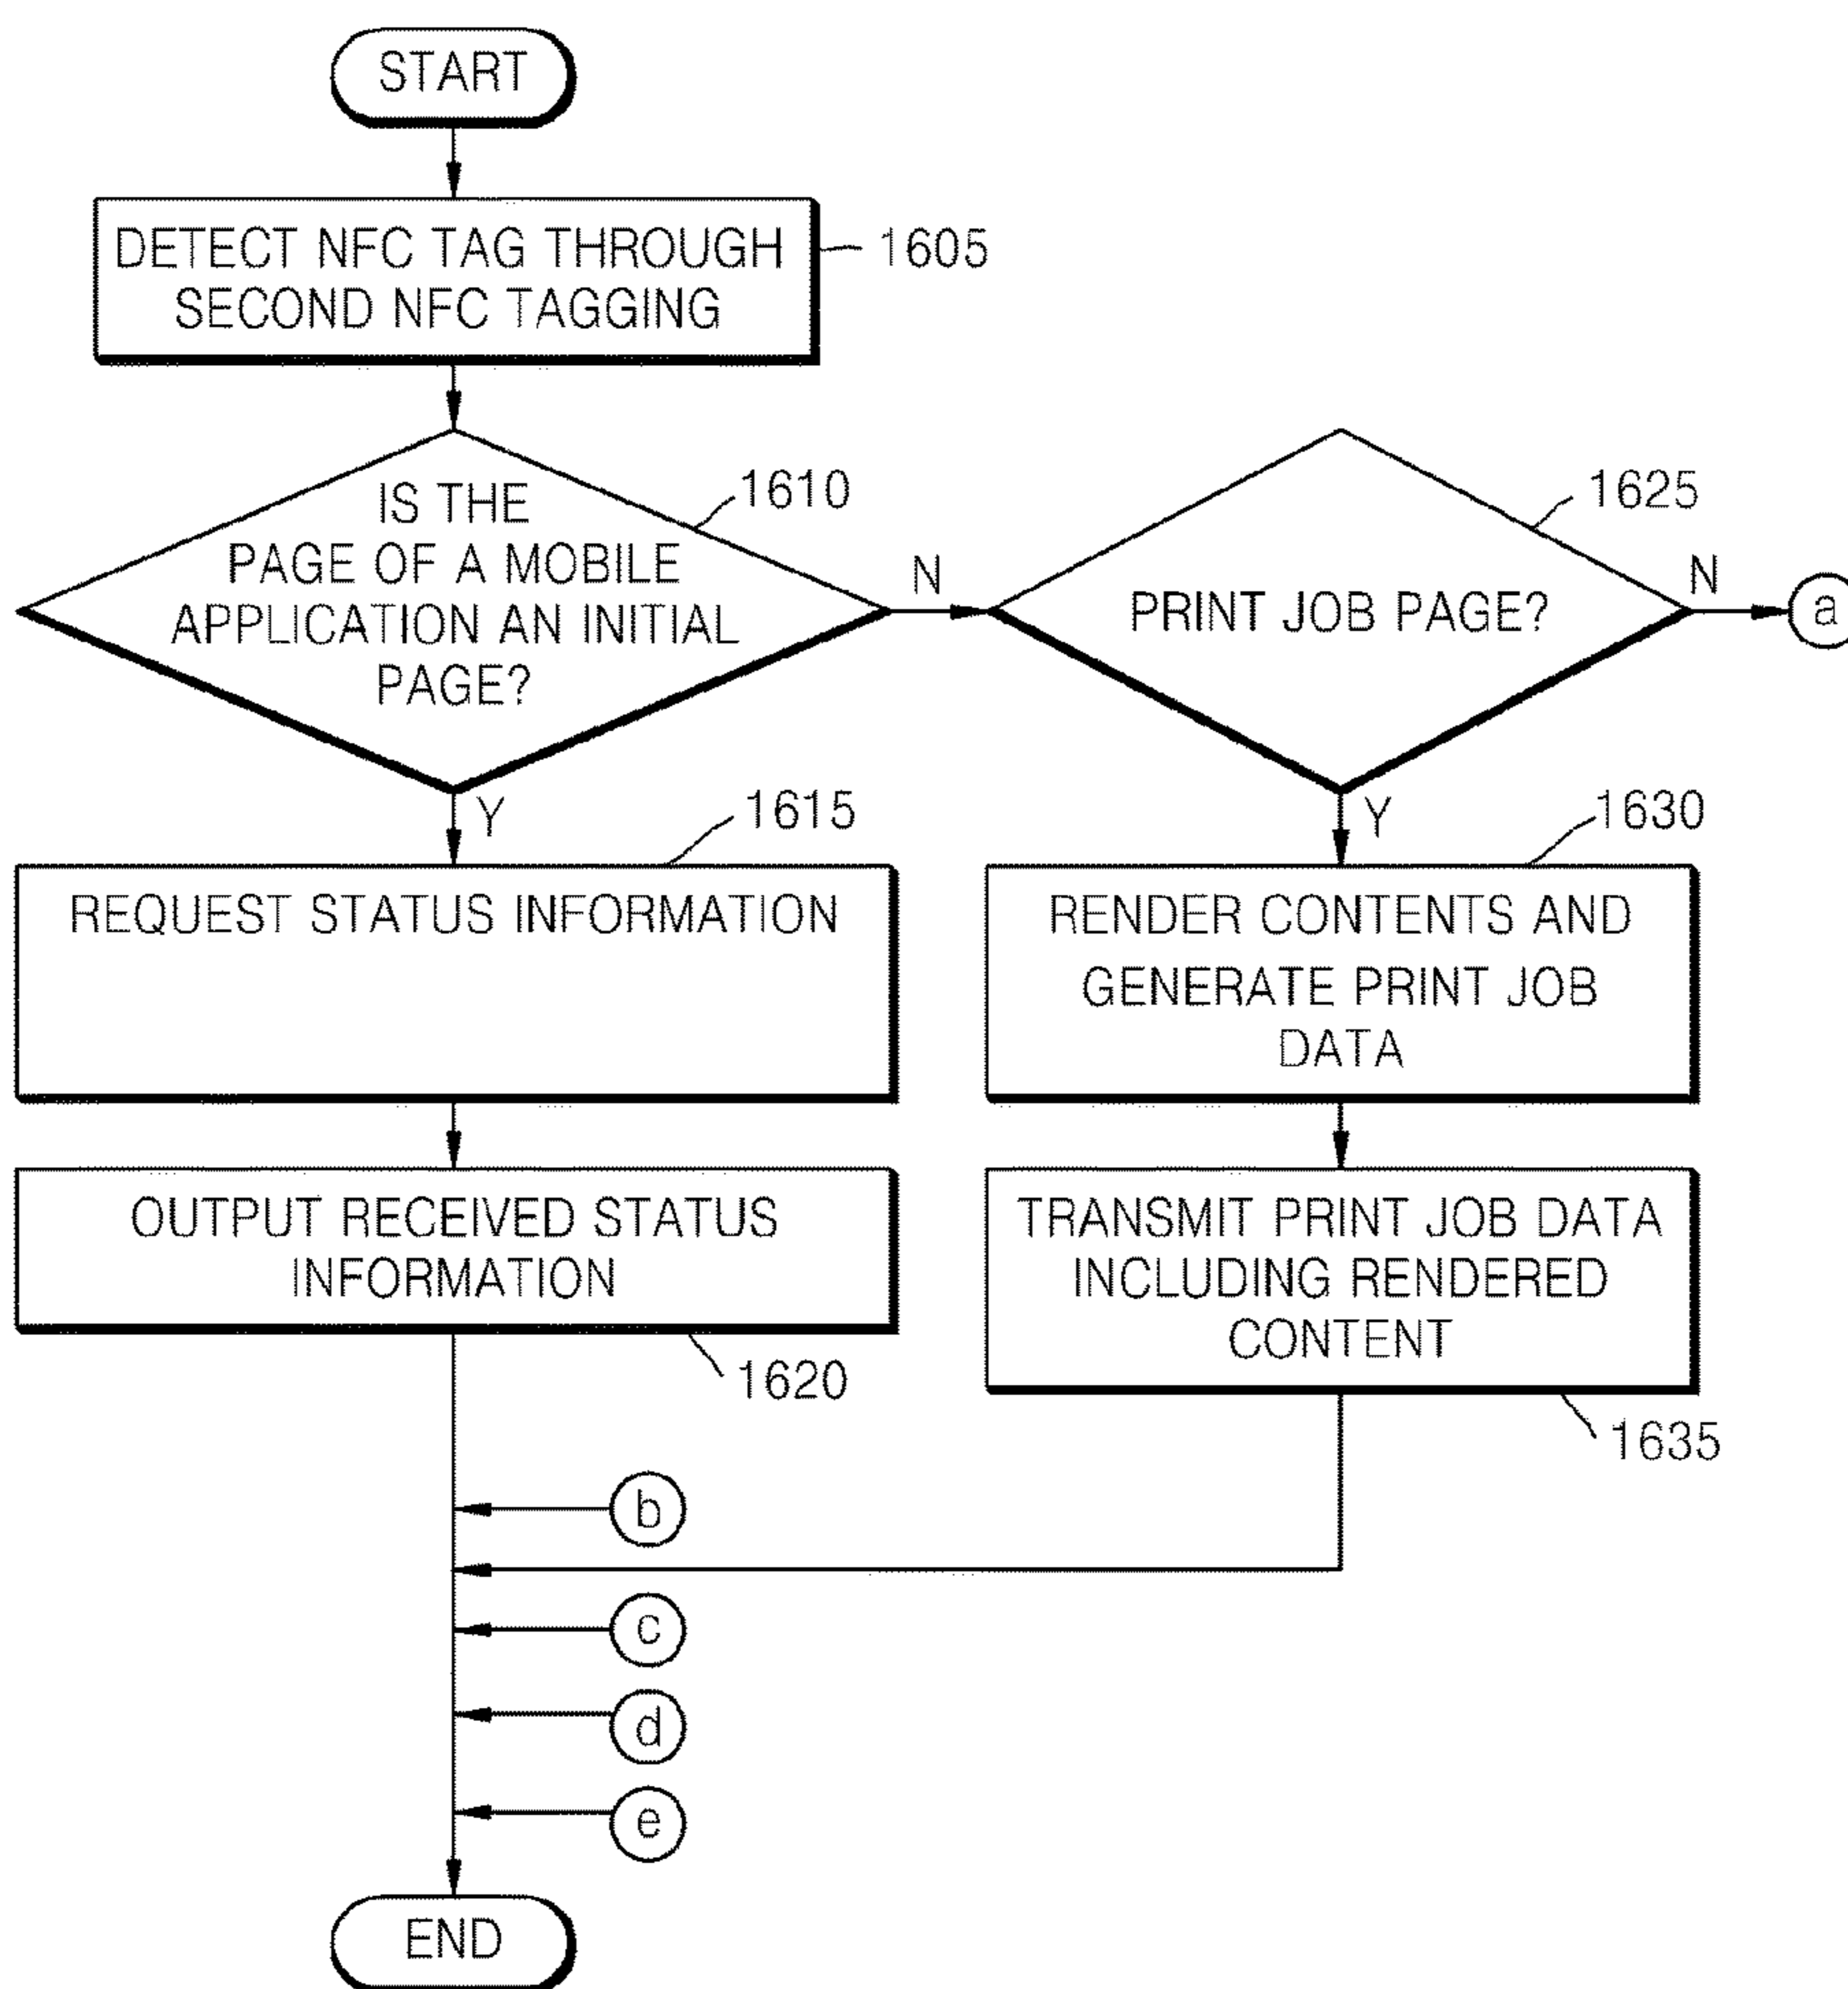 START
DETECT NFC TAG THROUGH
SECOND NFC TAGGING
1605
IS THE
PAGE OF A MOBILE
APPLICATION AN INITIAL
PAGE?
1610
N
Y
PRINT JOB PAGE?
1625
N
a
Y
REQUEST STATUS INFORMATION
1615
RENDER CONTENTS AND
GENERATE PRINT JOB
DATA
1630
OUTPUT RECEIVED STATUS
INFORMATION
1620
TRANSMIT PRINT JOB DATA
INCLUDING RENDERED
CONTENT
1635
b
c
d
e
END